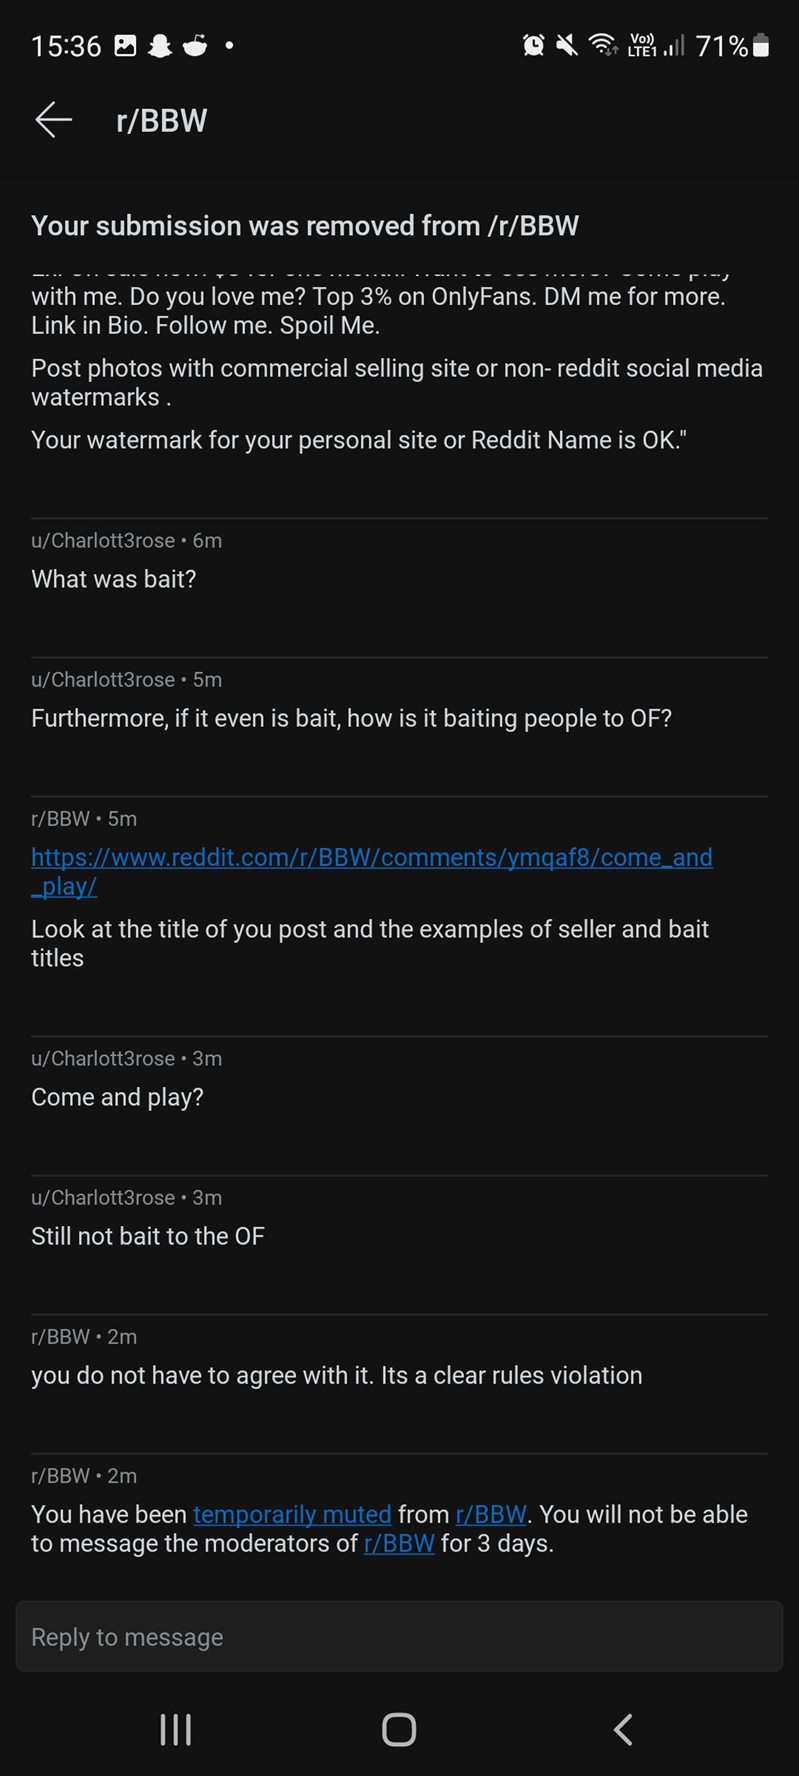 15:36
Vo)) LTE1 71%
r/BBW
Your submission was removed from /r/BBW
with me. Do you love me? Top 3% on OnlyFans. DM me for more.
Link in Bio. Follow me. Spoil Me.
Post photos with commercial selling site or non- reddit social media
watermarks .
Your watermark for your personal site or Reddit Name is OK."
u/Charlott3rose • 6m
What was bait?
u/Charlott3rose • 5m
Furthermore, if it even is bait, how is it baiting people to OF?
r/BBW • 5m
https://www.reddit.com/r/BBW/comments/ymqaf8/come_and
_play/
Look at the title of you post and the examples of seller and bait
titles
u/Charlott3rose • 3m
Come and play?
u/Charlott3rose • 3m
Still not bait to the OF
r/BBW • 2m
you do not have to agree with it. Its a clear rules violation
r/BBW • 2m
You have been temporarily muted from r/BBW. You will not be able
to message the moderators of r/BBW for 3 days.
Reply to message